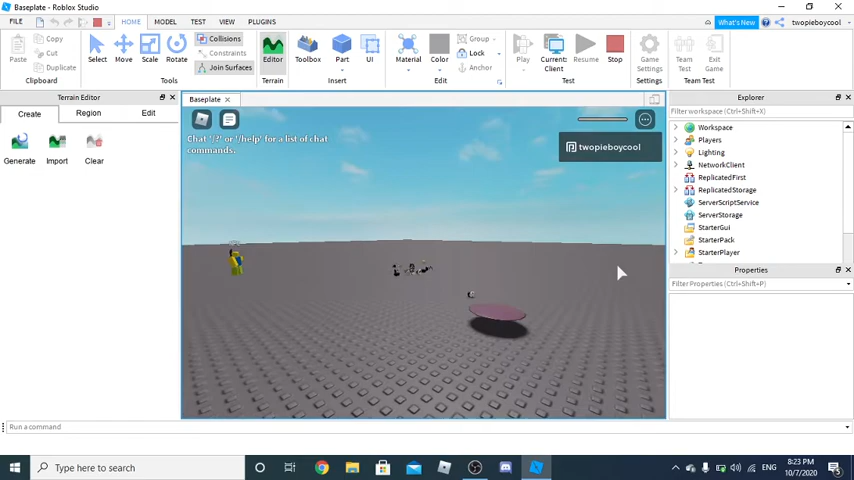 Baseplate - Roblox Studio
FILE HOME MODEL TEST VIEW PLUGINS What's New twopieboycool
Paste Copy Cut Duplicate Select Move Scale Rotate Collisions Constraints Join Surfaces Editor Toolbox Part UI Material Color Group Lock Anchor Play Current: Client Resume Stop Game Settings Team Test Exit Game
Clipboard Tools Terrain Insert Edit Test Settings Team Test
Terrain Editor
Create Region Edit
Generate Import Clear
Baseplate
Chat '/?' or '/help' for a list of chat
commands.
twopieboycool
Explorer
Filter workspace (Ctrl+Shift+X)
Workspace
Players
Lighting
NetworkClient
ReplicatedFirst
ReplicatedStorage
ServerScriptService
ServerStorage
StarterGui
StarterPack
StarterPlayer
Properties
Filter Properties (Ctrl+Shift+P)
Run a command
Type here to search
ENG
8:23 PM
10/7/2020
5